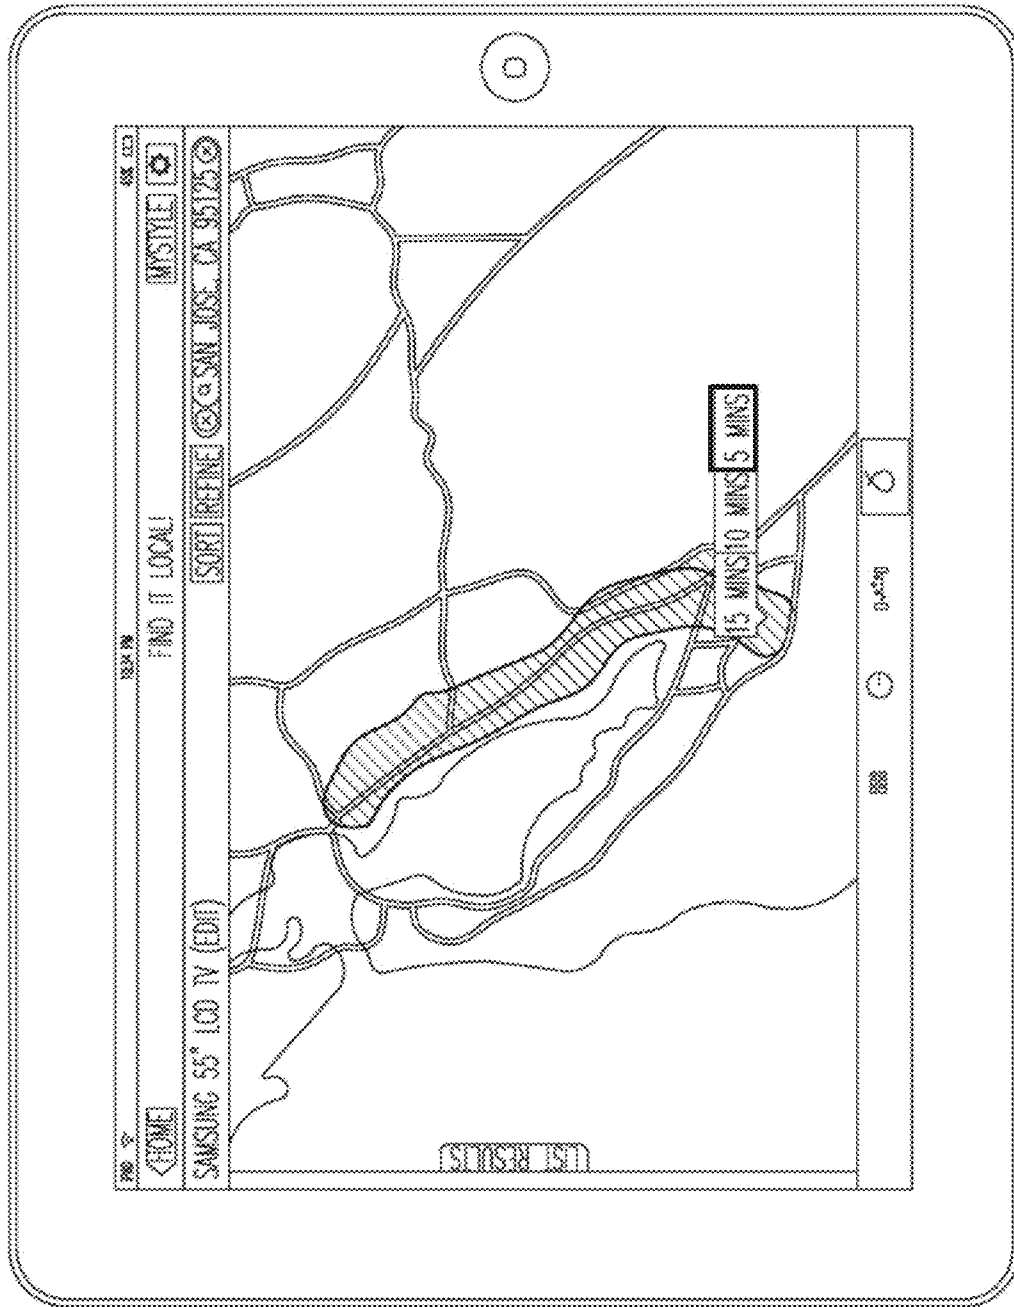 FIND IT LOCAL!
HOME
MYSTYLE
SAMSUNG 55" LCD TV (EDIT)
SORT REFINE SAN JOSE, CA 95125
15 MINS 10 MINS 5 MINS
LIST RESULTS